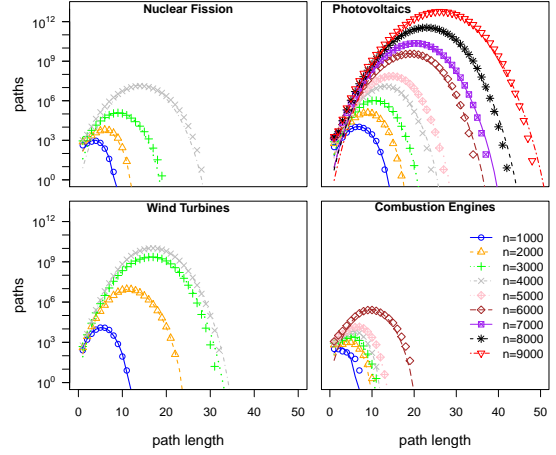 Nuclear Fission
Photovoltaics
paths
10^12
10^9
10^6
10^3
10^0
Wind Turbines
Combustion Engines
paths
10^12
10^9
10^6
10^3
10^0
n=1000
n=2000
n=3000
n=4000
n=5000
n=6000
n=7000
n=8000
n=9000
0 10 20 30 40 50
0 10 20 30 40 50
path length
path length